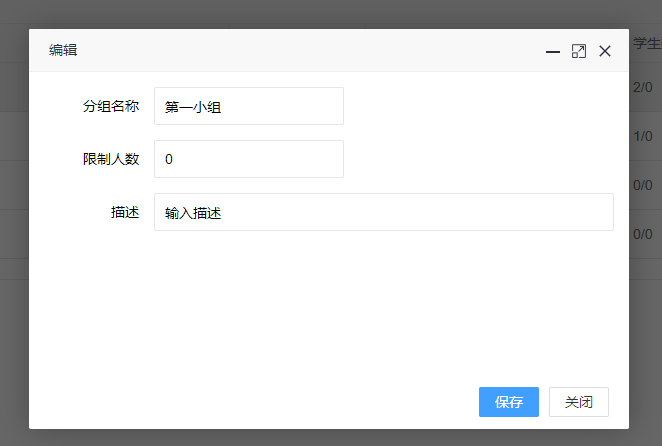 编辑
学生
分组名称 第一小组
2/0
限制人数 0
1/0
0/0
描述 输入描述
0/0
保存 关闭